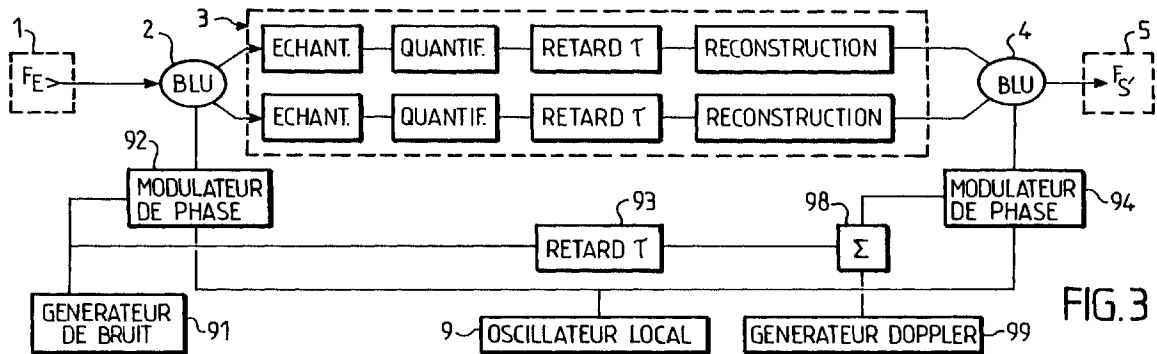 1
F_E
2
BLU
3
ECHANT.
QUANTIF.
RETARD τ
RECONSTRUCTION
ECHANT.
QUANTIF.
RETARD τ
RECONSTRUCTION
4
BLU
5
F_S'
92
MODULATEUR
DE PHASE
93
RETARD τ
98
Σ
MODULATEUR
DE PHASE
94
GENERATEUR
DE BRUIT
91
9
OSCILLATEUR LOCAL
GENERATEUR DOPPLER
99
FIG.3